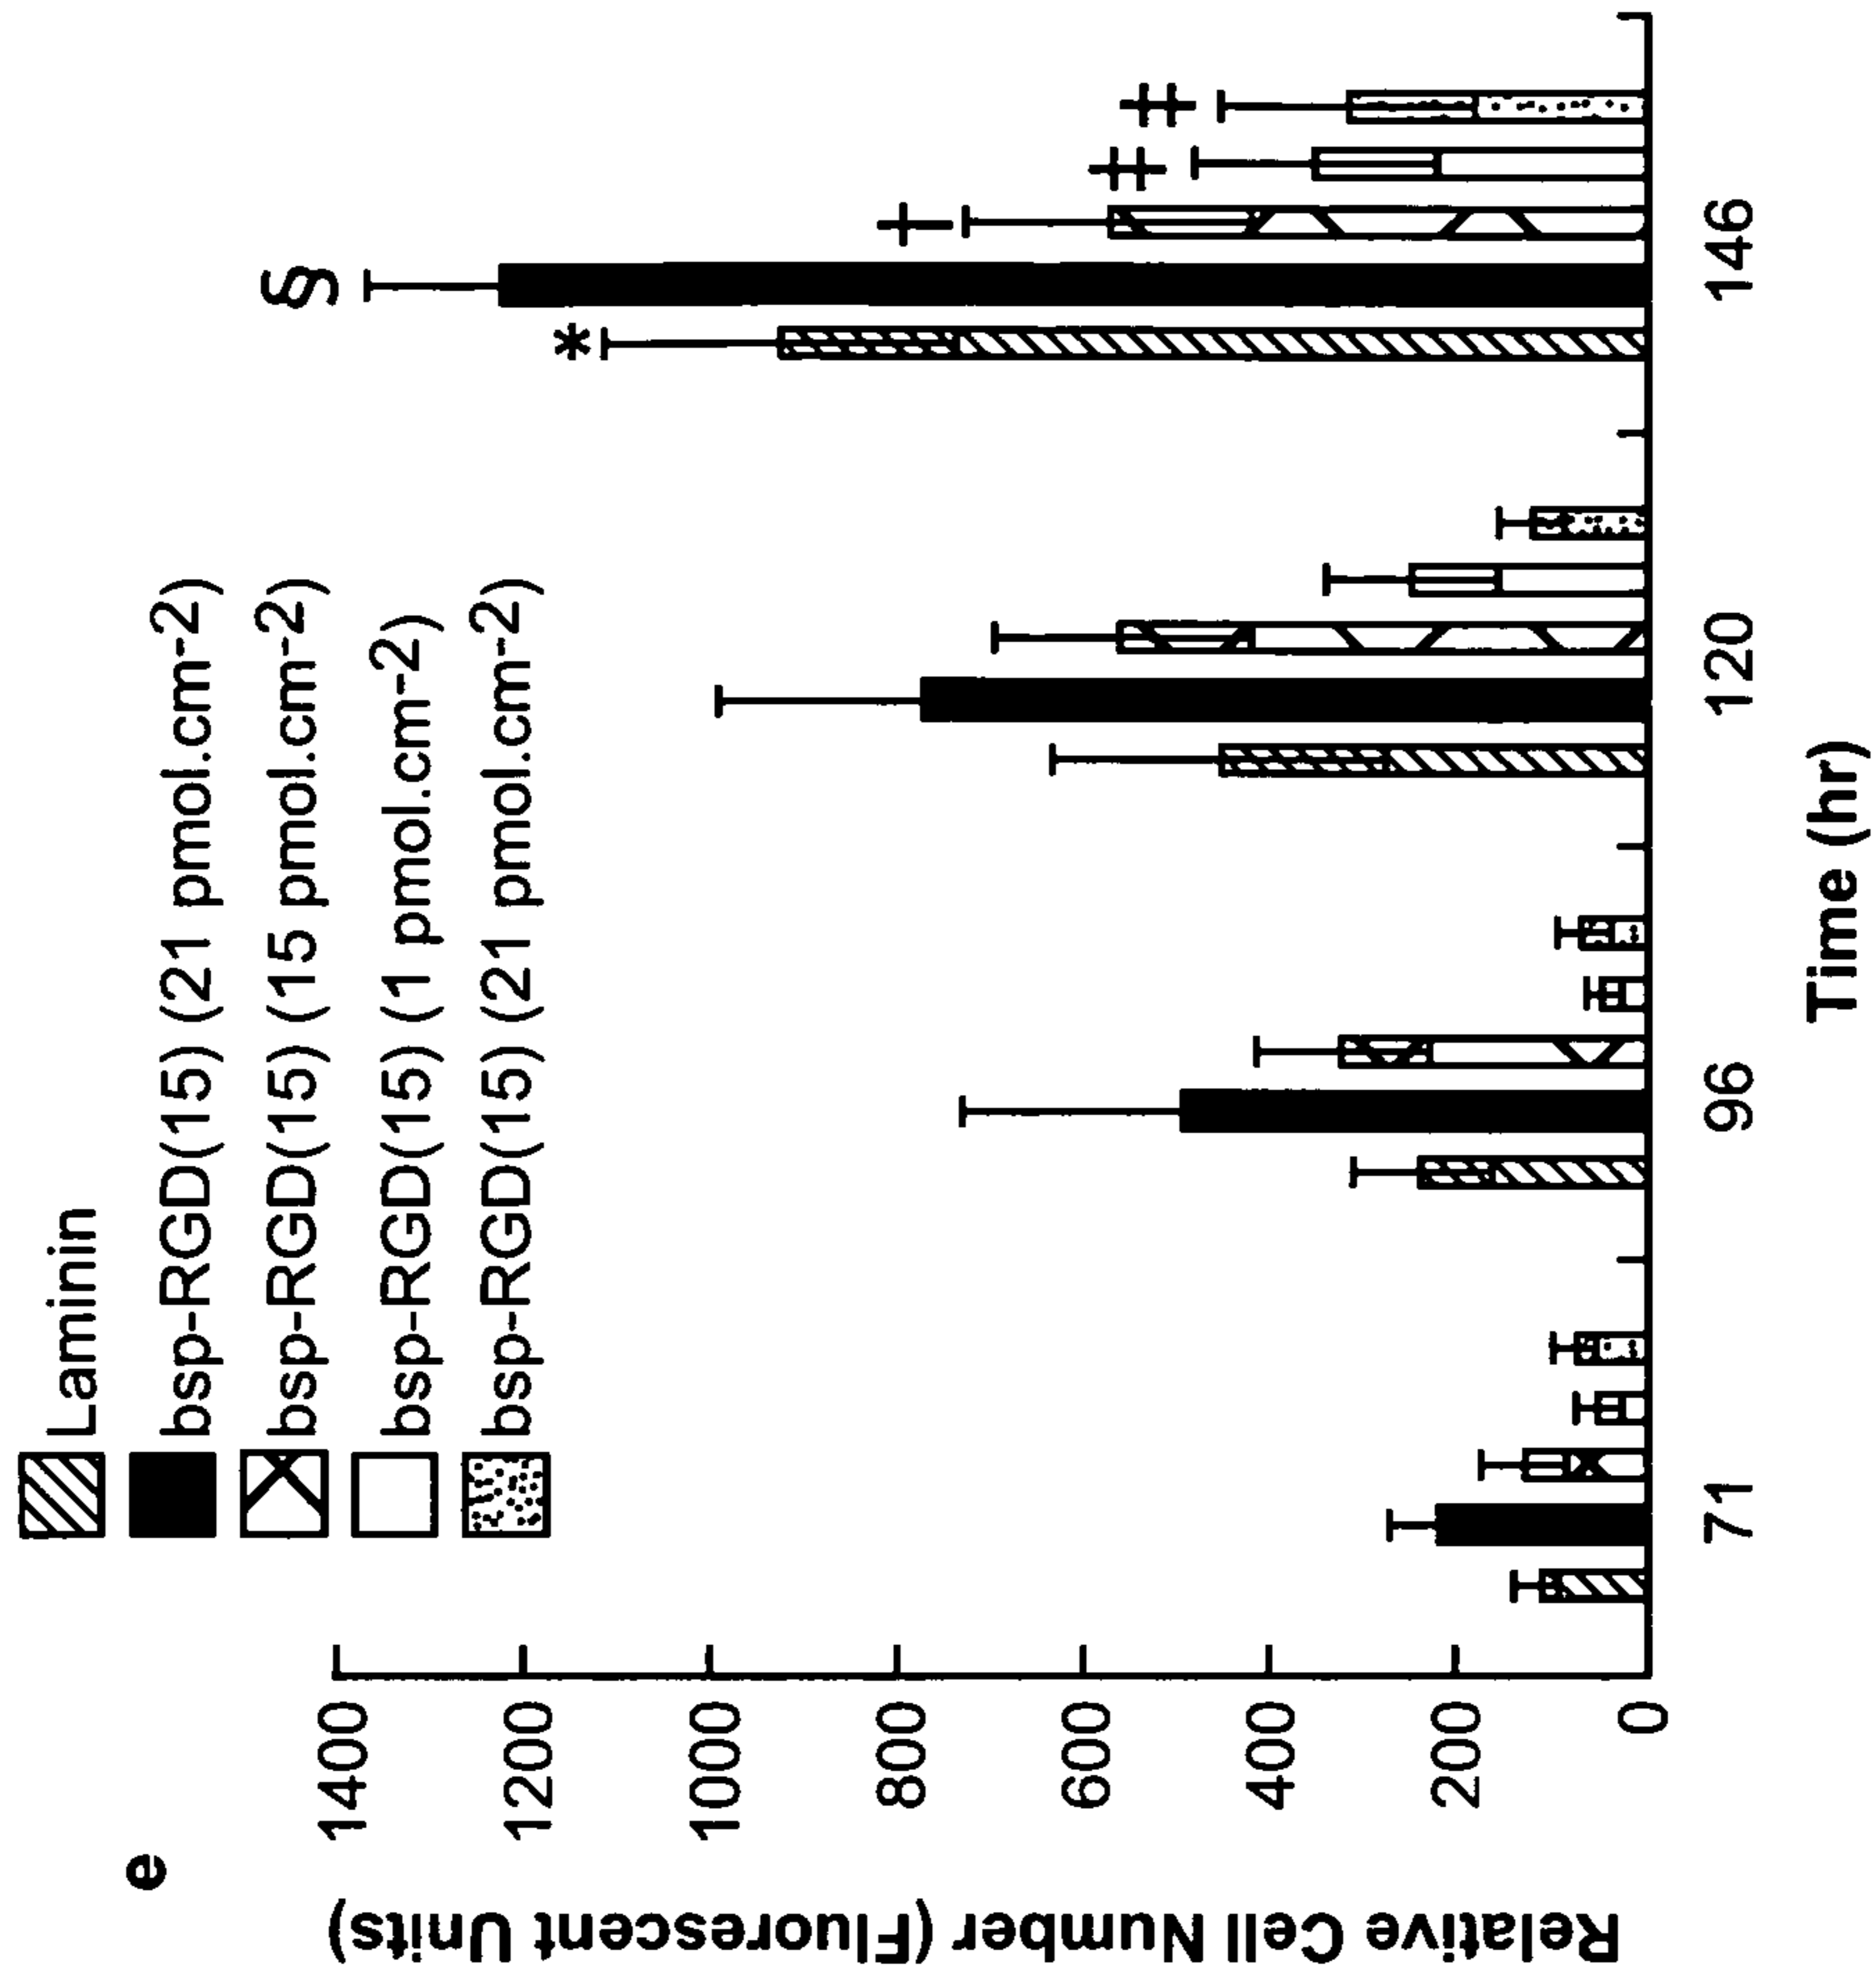 e
Laminin
bsp-RGD(15) (21 pmol.cm⁻²)
bsp-RGD(15) (15 pmol.cm⁻²)
bsp-RGD(15) (1 pmol.cm⁻²)
bsp-RGD(15) (21 pmol.cm⁻²)
Relative Cell Number (Fluorescent Units)
1400
1200
1000
800
600
400
200
0
* § † ‡ ‡
71 96 120 146
Time (hr)